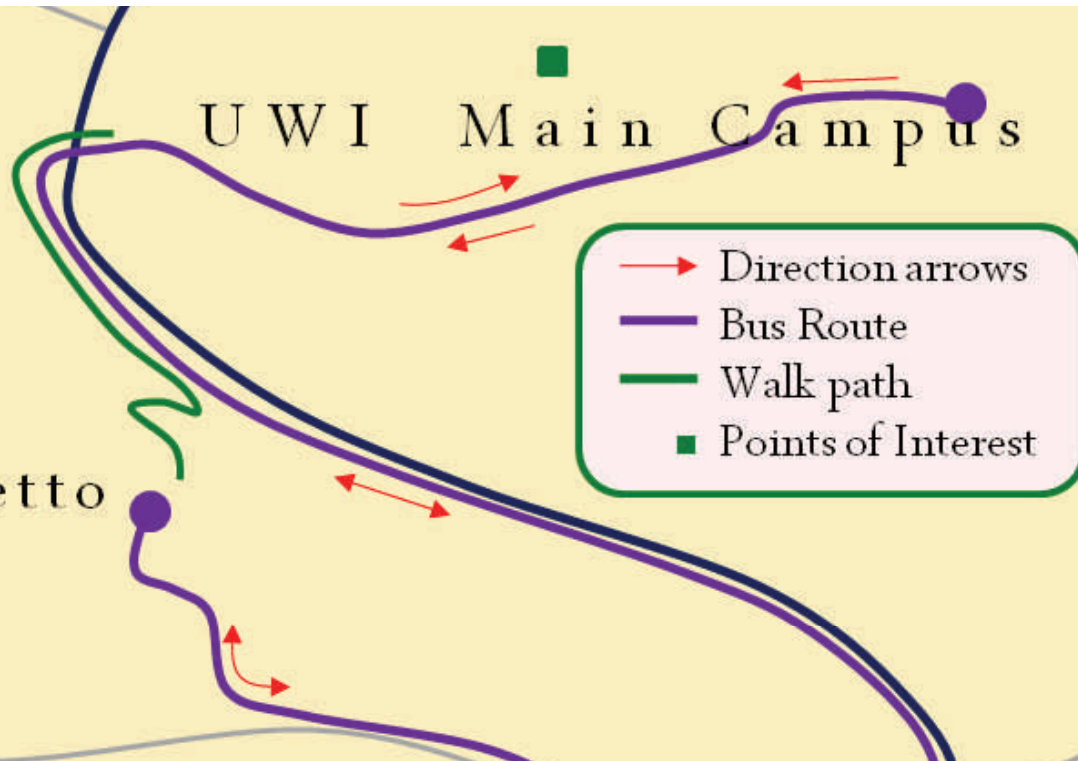 UWI Main Campus
Direction arrows
Bus Route
Walk path
Points of Interest
etto